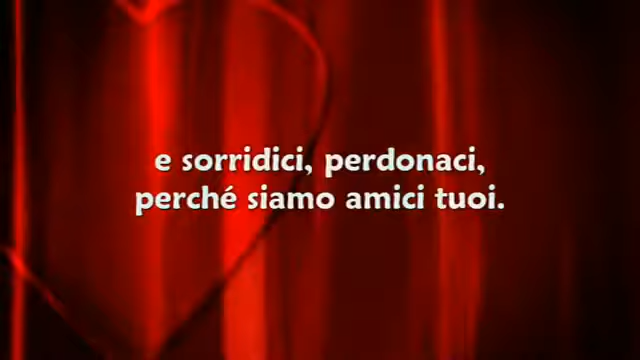 e sorridici, perdonaci,
perché siamo amici tuoi.